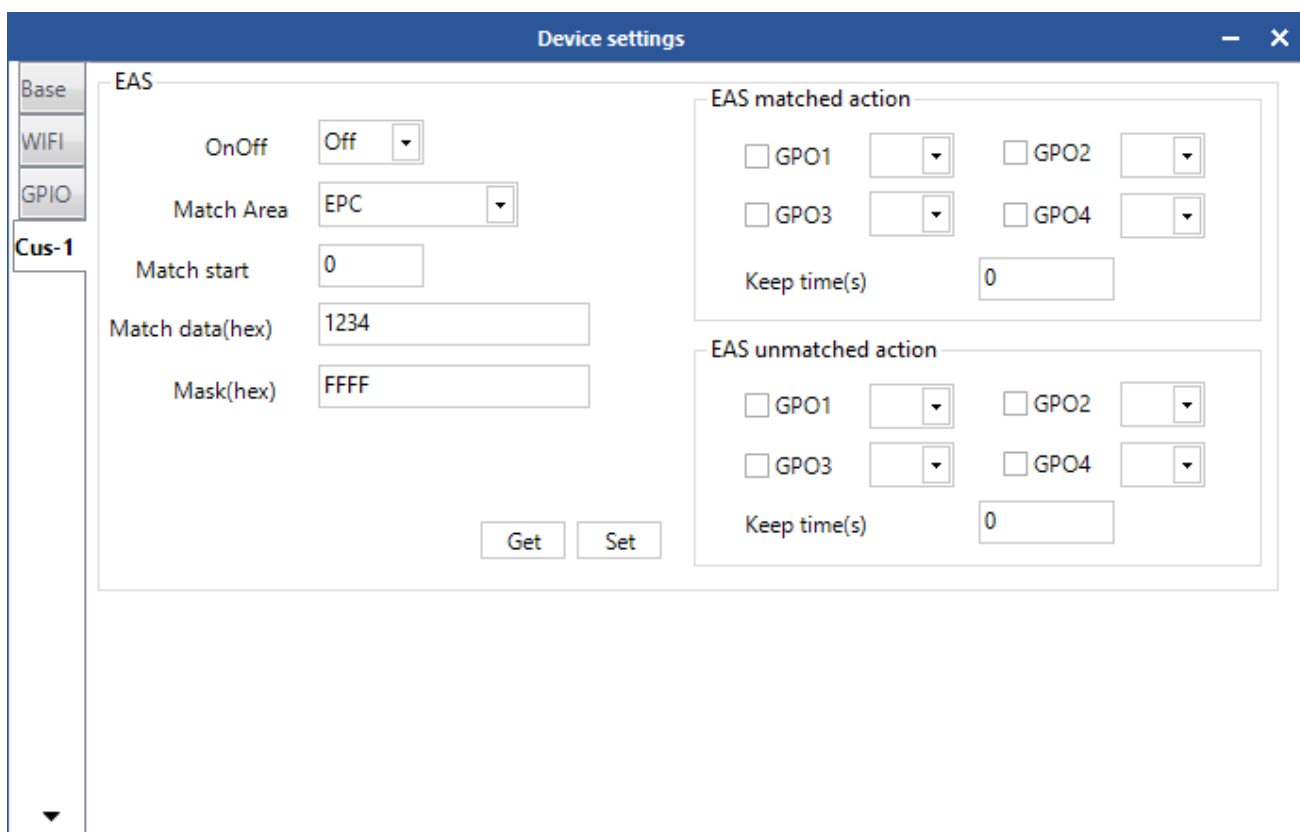 Device settings
Base
WIFI
GPIO
Cus-1
EAS
OnOff Off
Match Area EPC
Match start 0
Match data(hex) 1234
Mask(hex) FFFF
Get Set
EAS matched action
GPO1 GPO2
GPO3 GPO4
Keep time(s) 0
EAS unmatched action
GPO1 GPO2
GPO3 GPO4
Keep time(s) 0